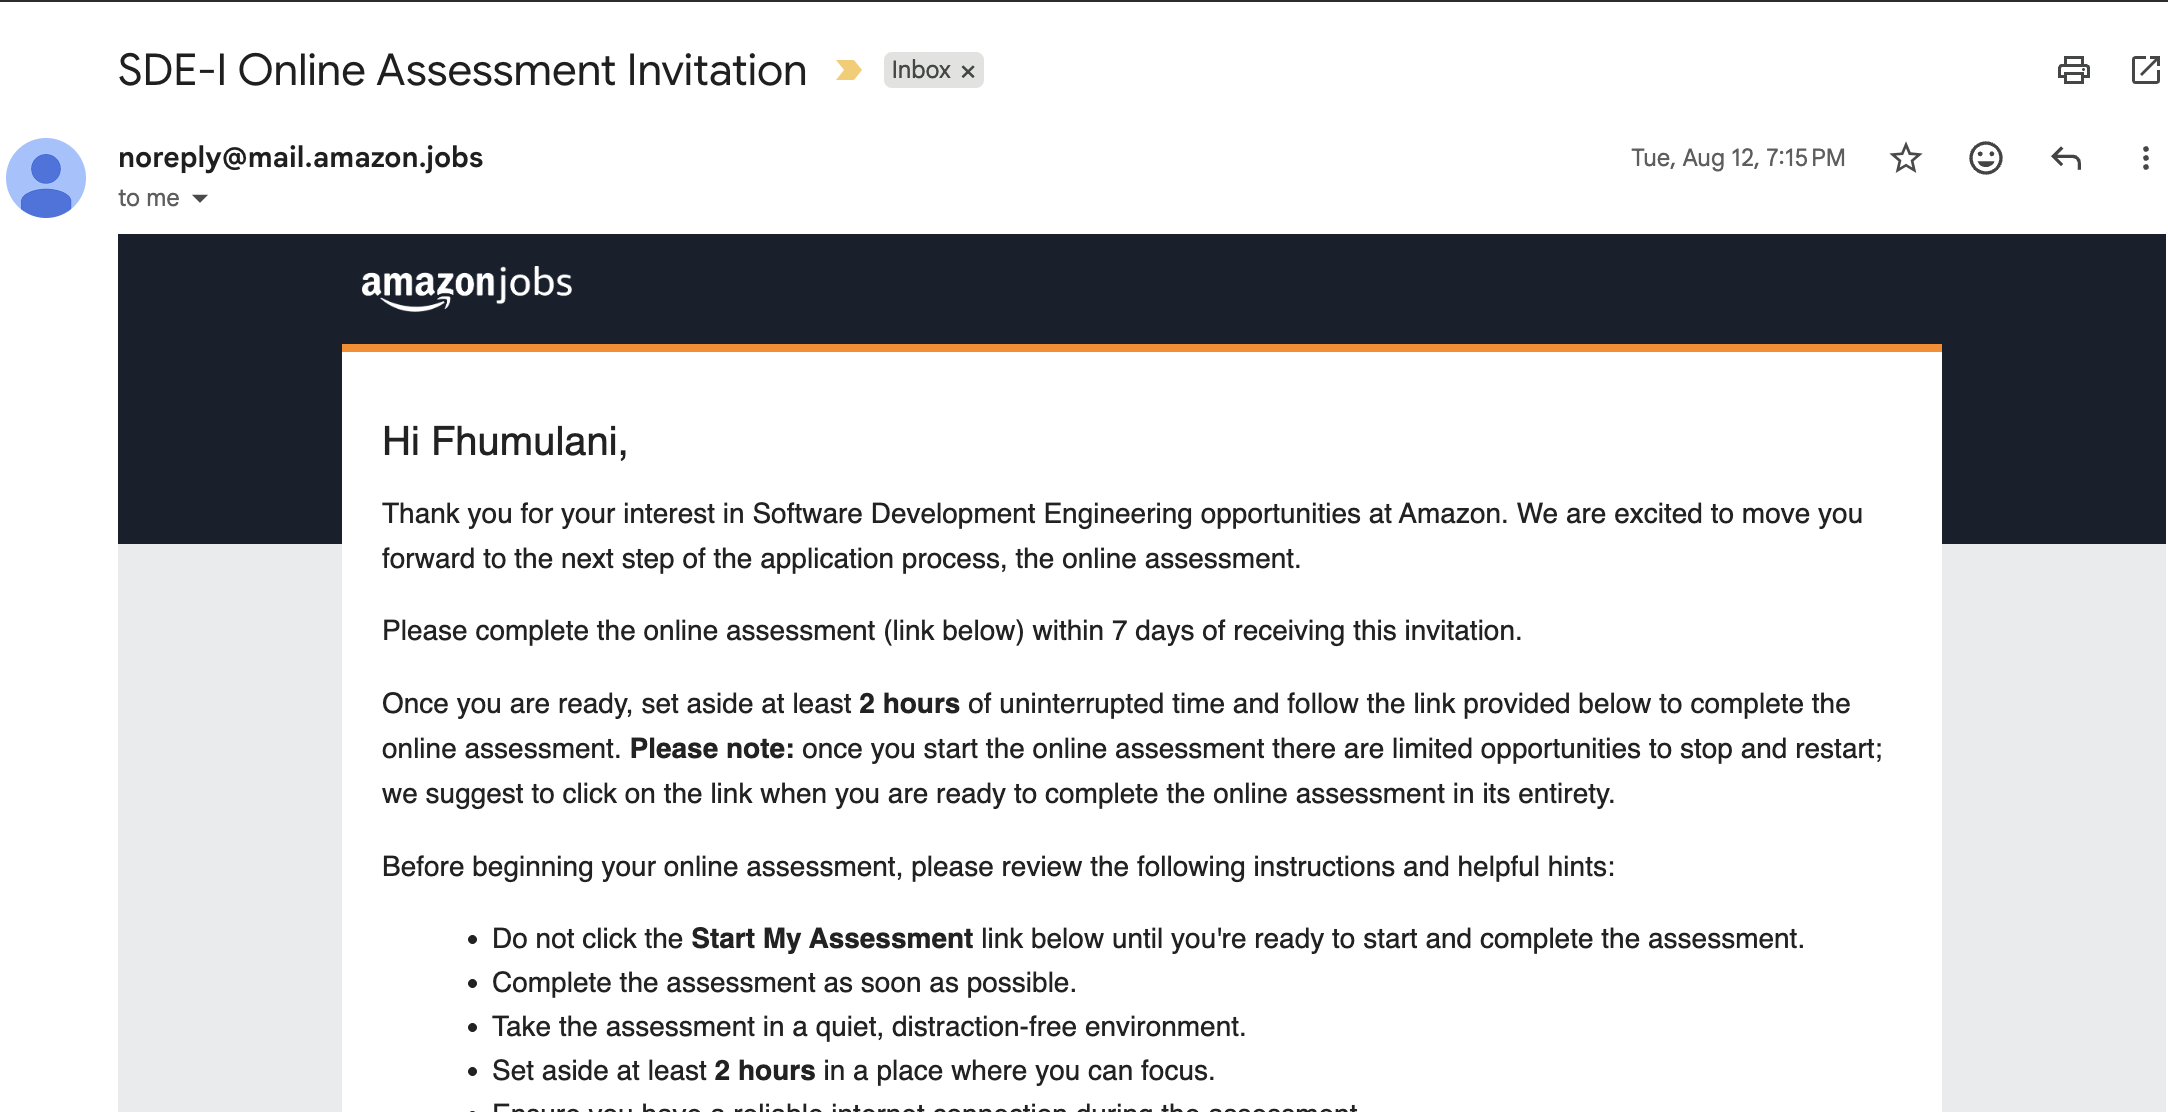 SDE-I Online Assessment Invitation Inbox ×
noreply@mail.amazon.jobs Tue, Aug 12, 7:15 PM
to me
amazonjobs
Hi Fhumulani,
Thank you for your interest in Software Development Engineering opportunities at Amazon. We are excited to move you
forward to the next step of the application process, the online assessment.
Please complete the online assessment (link below) within 7 days of receiving this invitation.
Once you are ready, set aside at least 2 hours of uninterrupted time and follow the link provided below to complete the
online assessment. Please note: once you start the online assessment there are limited opportunities to stop and restart;
we suggest to click on the link when you are ready to complete the online assessment in its entirety.
Before beginning your online assessment, please review the following instructions and helpful hints:
• Do not click the Start My Assessment link below until you're ready to start and complete the assessment.
• Complete the assessment as soon as possible.
• Take the assessment in a quiet, distraction-free environment.
• Set aside at least 2 hours in a place where you can focus.
• Ensure you have a reliable internet connection during the assessment